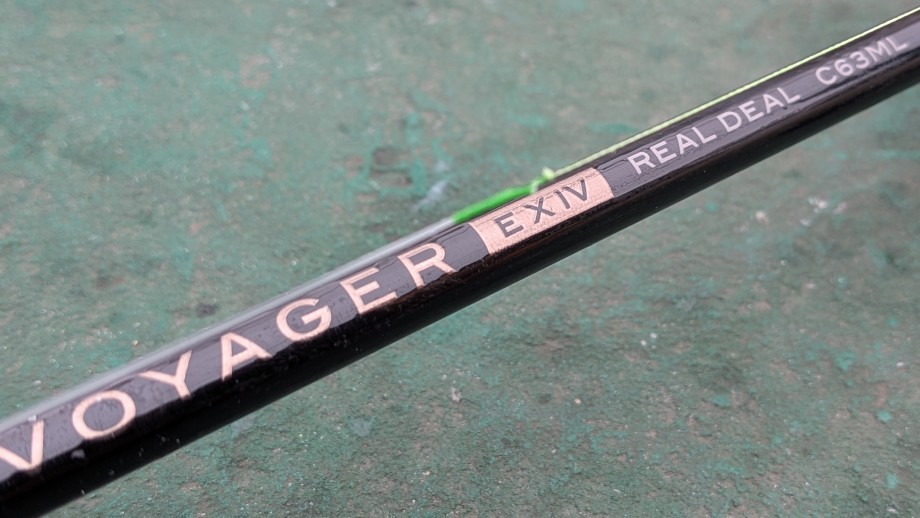 VOYAGER EXIV REAL DEAL C63ML